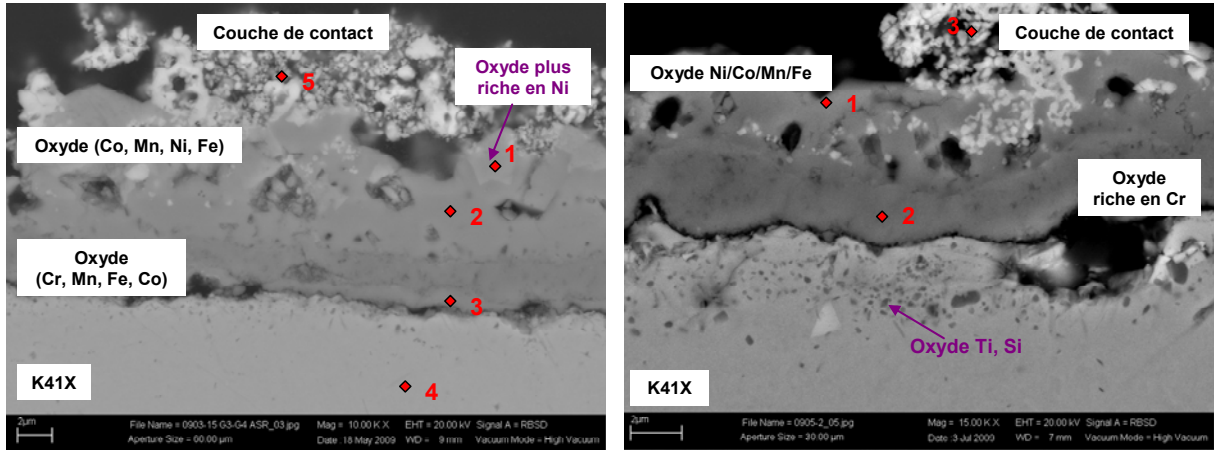 Couche de contact
5
Oxyde plus
riche en Ni
Oxyde (Co, Mn, Ni, Fe)
1
2
Oxyde
(Cr, Mn, Fe, Co)
3
K41X
4
2µm
File Name = 0903-15 G3-G4 ASR_03.jpg
Mag = 10.00 K X
EHT = 20.00 kV
Signal A = RBSD
Aperture Size = 60.00 µm
Date :18 May 2009
WD = 9 mm
Vacuum Mode = High Vacuum
3
Couche de contact
Oxyde Ni/Co/Mn/Fe
1
Oxyde
riche en Cr
2
Oxyde Ti, Si
K41X
2µm
File Name = 0905-2_05.jpg
Mag = 15.00 K X
EHT = 20.00 kV
Signal A = RBSD
Aperture Size = 30.00 µm
Date :3 Jul 2009
WD = 7 mm
Vacuum Mode = High Vacuum